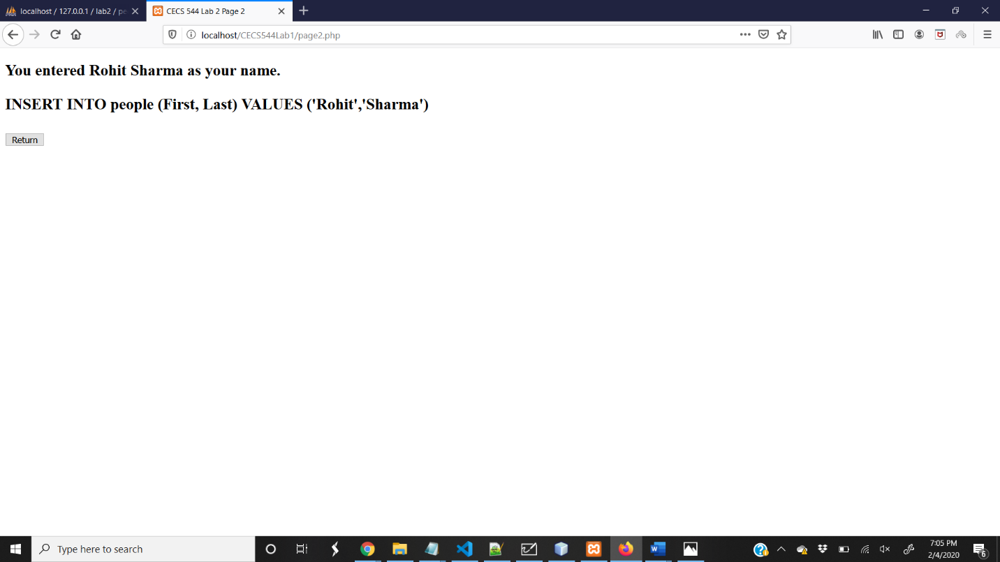 localhost / 127.0.0.1 / lab2 / pe
CECS 544 Lab 2 Page 2
localhost/CECS544Lab1/page2.php
You entered Rohit Sharma as your name.
INSERT INTO people (First, Last) VALUES ('Rohit','Sharma')
Return
Type here to search
7:05 PM
2/4/2020
6